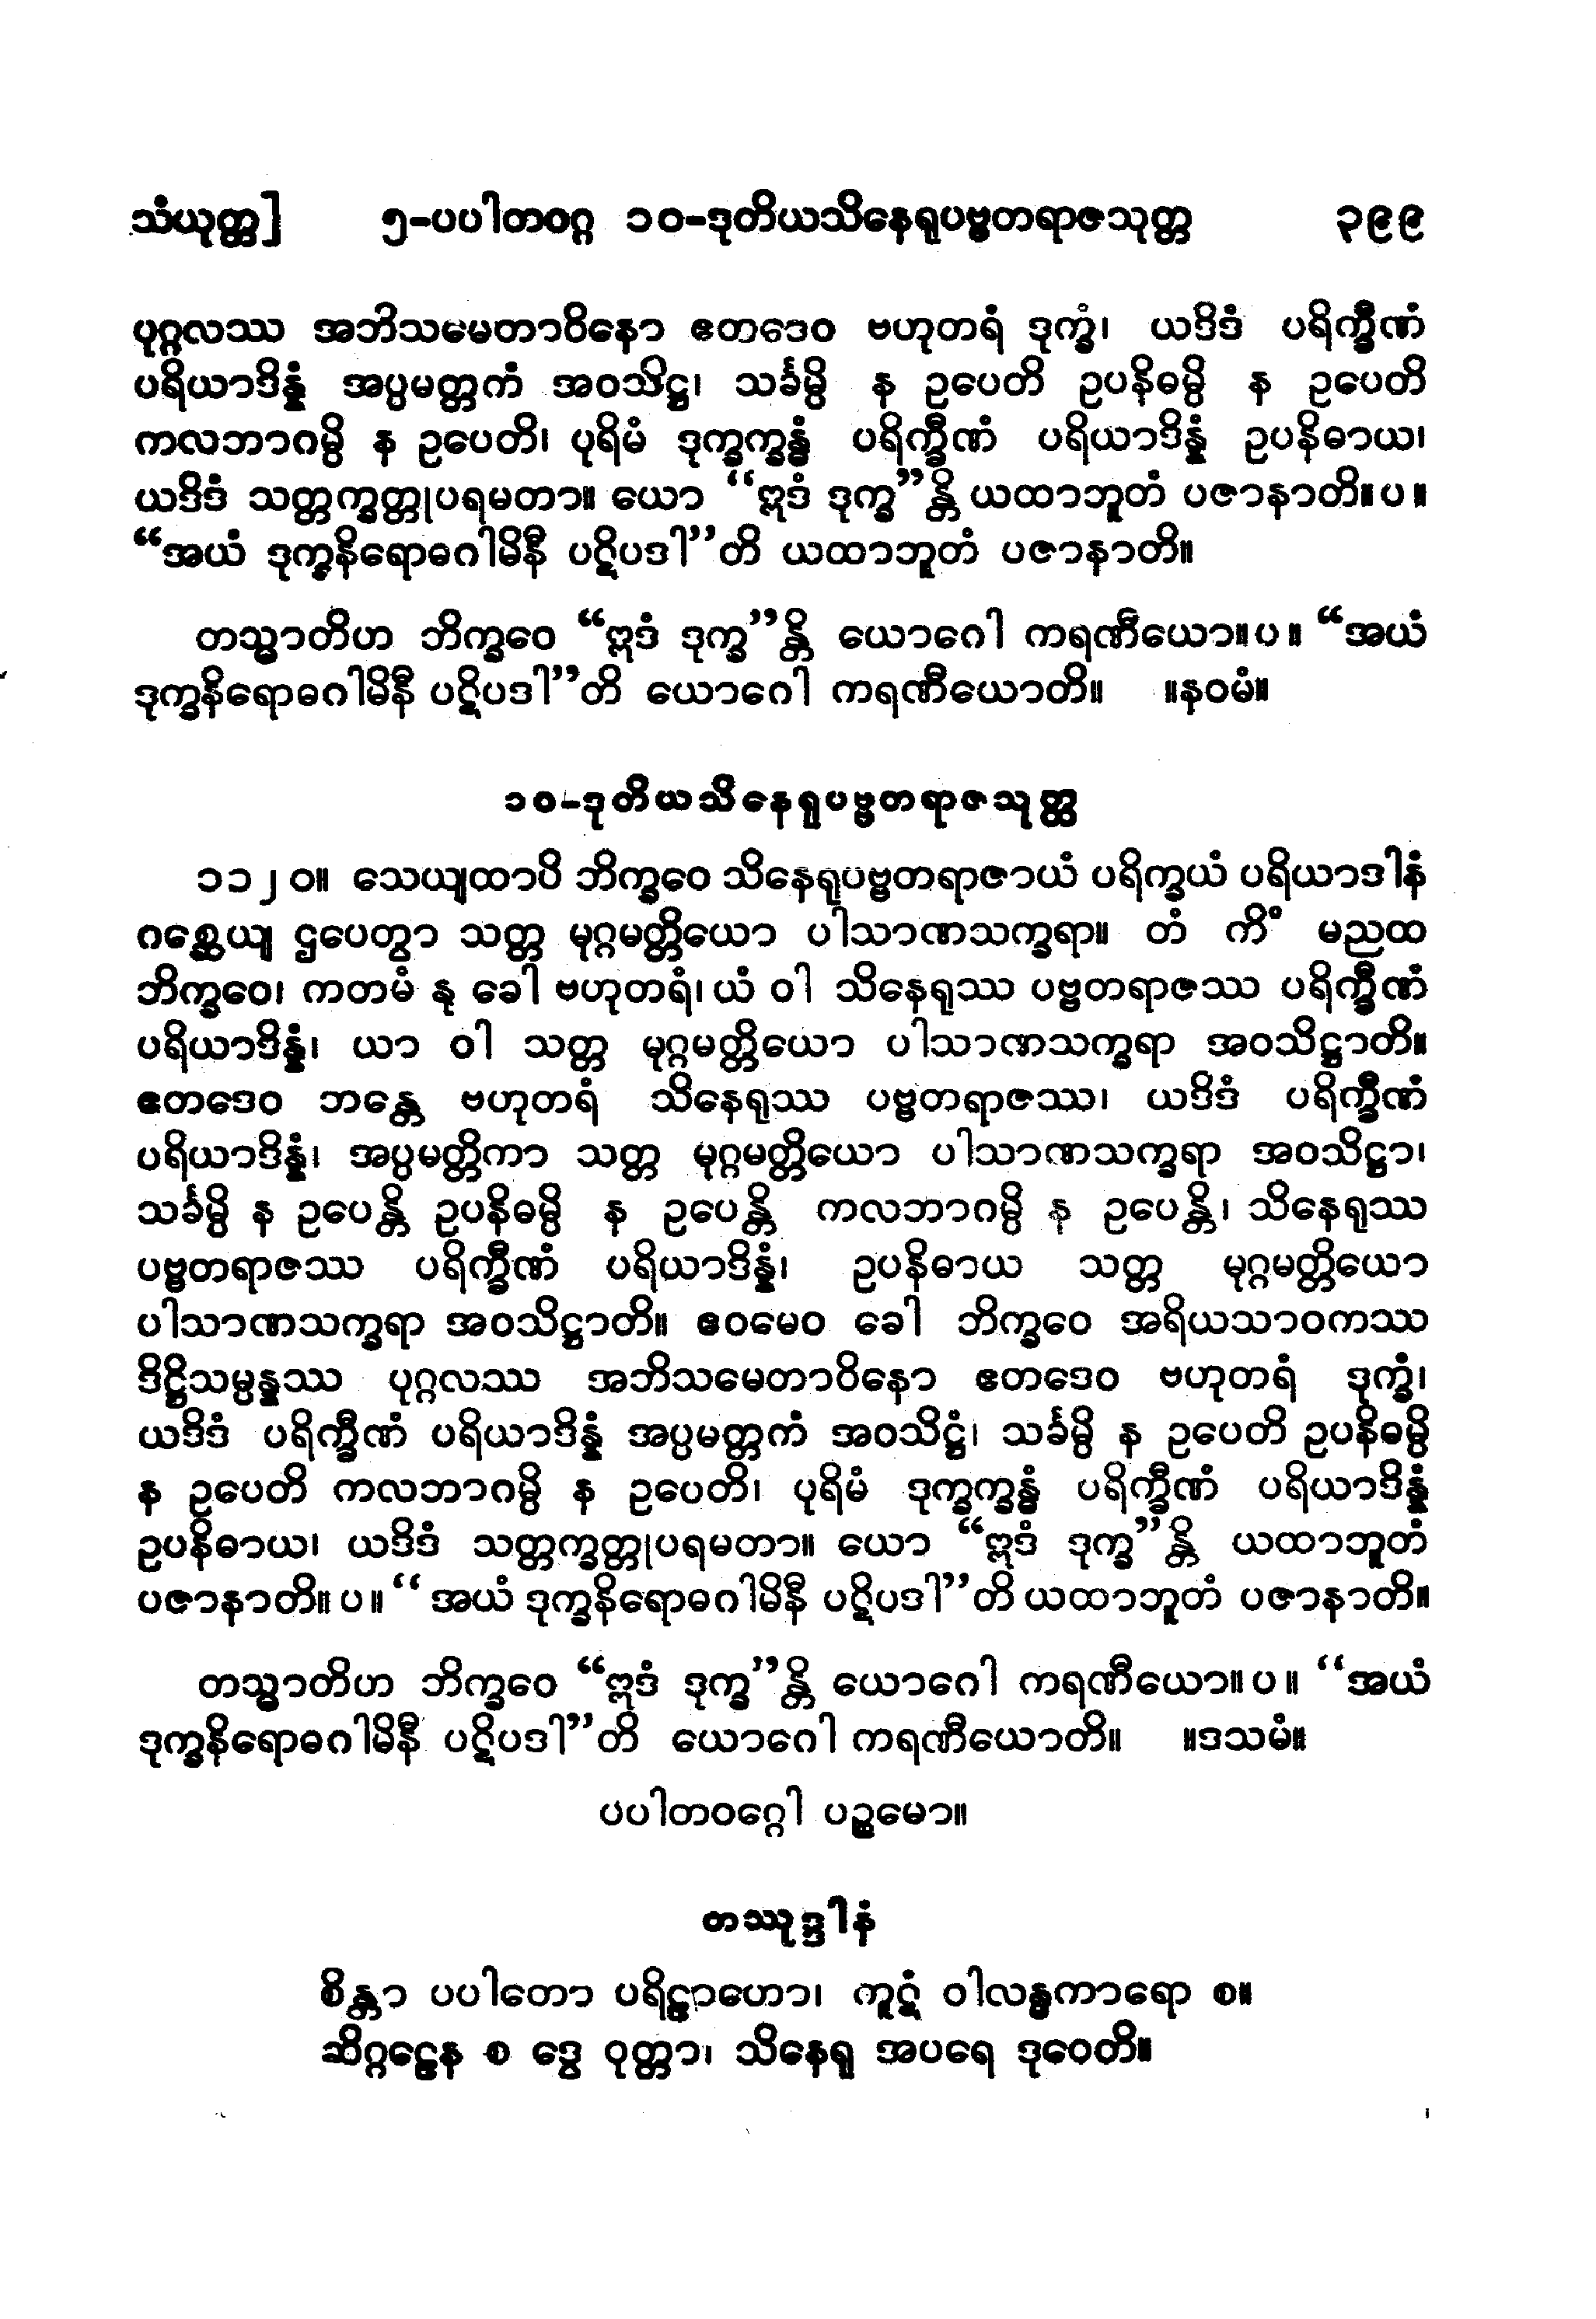 သံယုတ္တ] ၅-ပပါတဝဂ္ဂ ၁၀-ဒုတိယသိနေရုပဗ္ဗတရာဇသုတ္တ ၃၉၉
ပုဂ္ဂလဿ အဘိသမေတာဝိနော ဧတဒေဝ ဗဟုတရံ ဒုက္ခံ၊ ယဒိဒံ ပရိက္ခီဏံ
ပရိယာဒိန္နံ အပ္ပမတ္တကံ အဝသိဋ္ဌ၊ သင်္ခမ္ပိ န ဥပေတိ ဥပနိဓမ္ပိ န ဥပေတိ
ကလဘာဂမ္ပိ န ဥပေတိ၊ ပုရိမံ ဒုက္ခက္ခန္ဓံ ပရိက္ခီဏံ ပရိယာဒိန္နံ ဥပနိဓာယ၊
ယဒိဒံ သတ္တက္ခတ္တုပရမတာ။ ယော “ဣဒံ ဒုက္ခ”န္တိ ယထာဘူတံ ပဇာနာတိ။ပ။
“အယံ ဒုက္ခနိရောဓဂါမိနီ ပဋိပဒါ”တိ ယထာဘူတံ ပဇာနာတိ။
တသ္မာတိဟ ဘိက္ခဝေ “ဣဒံ ဒုက္ခ”န္တိ ယောဂေါ ကရဏီယော။ပ။ “အယံ
ဒုက္ခနိရောဓဂါမိနီ ပဋိပဒါ”တိ ယောဂေါ ကရဏီယောတိ။ ။နဝမံ။
၁၀-ဒုတိယသိနေရုပဗ္ဗတရာဇသုတ္တ
၁၁၂၀။ သေယျထာပိ ဘိက္ခဝေ သိနေရုပဗ္ဗတရာဇာယံ ပရိက္ခယံ ပရိယာဒါနံ
ဂစ္ဆေယျ ဌပေတွာ သတ္တ မုဂ္ဂမတ္တိယော ပါသာဏသက္ခရာ။ တံ ကိံ မညထ
ဘိက္ခဝေ၊ ကတမံ နု ခေါ ဗဟုတရံ၊ ယံ ဝါ သိနေရုဿ ပဗ္ဗတရာဇဿ ပရိက္ခီဏံ
ပရိယာဒိန္နံ၊ ယာ ဝါ သတ္တ မုဂ္ဂမတ္တိယော ပါသာဏသက္ခရာ အဝသိဋ္ဌာတိ။
ဧတဒေဝ ဘန္တေ ဗဟုတရံ သိနေရုဿ ပဗ္ဗတရာဇဿ၊ ယဒိဒံ ပရိက္ခီဏံ
ပရိယာဒိန္နံ၊ အပ္ပမတ္တိကာ သတ္တ မုဂ္ဂမတ္တိယော ပါသာဏသက္ခရာ အဝသိဋ္ဌာ၊
သင်္ခမ္ပိ န ဥပေန္တိ ဥပနိဓမ္ပိ န ဥပေန္တိ ကလဘာဂမ္ပိ န ဥပေန္တိ၊ သိနေရုဿ
ပဗ္ဗတရာဇဿ ပရိက္ခီဏံ ပရိယာဒိန္နံ၊ ဥပနိဓာယ သတ္တ မုဂ္ဂမတ္တိယော
ပါသာဏသက္ခရာ အဝသိဋ္ဌာတိ။ ဧဝမေဝ ခေါ ဘိက္ခဝေ အရိယသာဝကဿ
ဒိဋ္ဌိသမ္ပန္နဿ ပုဂ္ဂလဿ အဘိသမေတာဝိနော ဧတဒေဝ ဗဟုတရံ ဒုက္ခံ၊
ယဒိဒံ ပရိက္ခီဏံ ပရိယာဒိန္နံ အပ္ပမတ္တကံ အဝသိဋ္ဌံ၊ သင်္ခမ္ပိ န ဥပေတိ ဥပနိဓမ္ပိ
န ဥပေတိ ကလဘာဂမ္ပိ န ဥပေတိ၊ ပုရိမံ ဒုက္ခက္ခန္ဓံ ပရိက္ခီဏံ ပရိယာဒိန္နံ
ဥပနိဓာယ၊ ယဒိဒံ သတ္တက္ခတ္တုပရမတာ။ ယော “ဣဒံ ဒုက္ခ”န္တိ ယထာဘူတံ
ပဇာနာတိ။ပ။“အယံ ဒုက္ခနိရောဓဂါမိနီ ပဋိပဒါ”တိ ယထာဘူတံ ပဇာနာတိ။
တသ္မာတိဟ ဘိက္ခဝေ “ဣဒံ ဒုက္ခ”န္တိ ယောဂေါ ကရဏီယော။ပ။ “အယံ
ဒုက္ခနိရောဓဂါမိနီ ပဋိပဒါ”တိ ယောဂေါ ကရဏီယောတိ။ ။ဒသမံ။
ပပါတဝဂ္ဂေါ ပဉ္စမော။
တဿုဒ္ဒါနံ
စိန္တာ ပပါတော ပရိဠာဟော၊ ကူဋံ ဝါလန္ဓကာရော စ။
ဆိဂ္ဂဠေန စ ဒွေ ဝုတ္တာ၊ သိနေရု အပရေ ဒုဝေတိ။